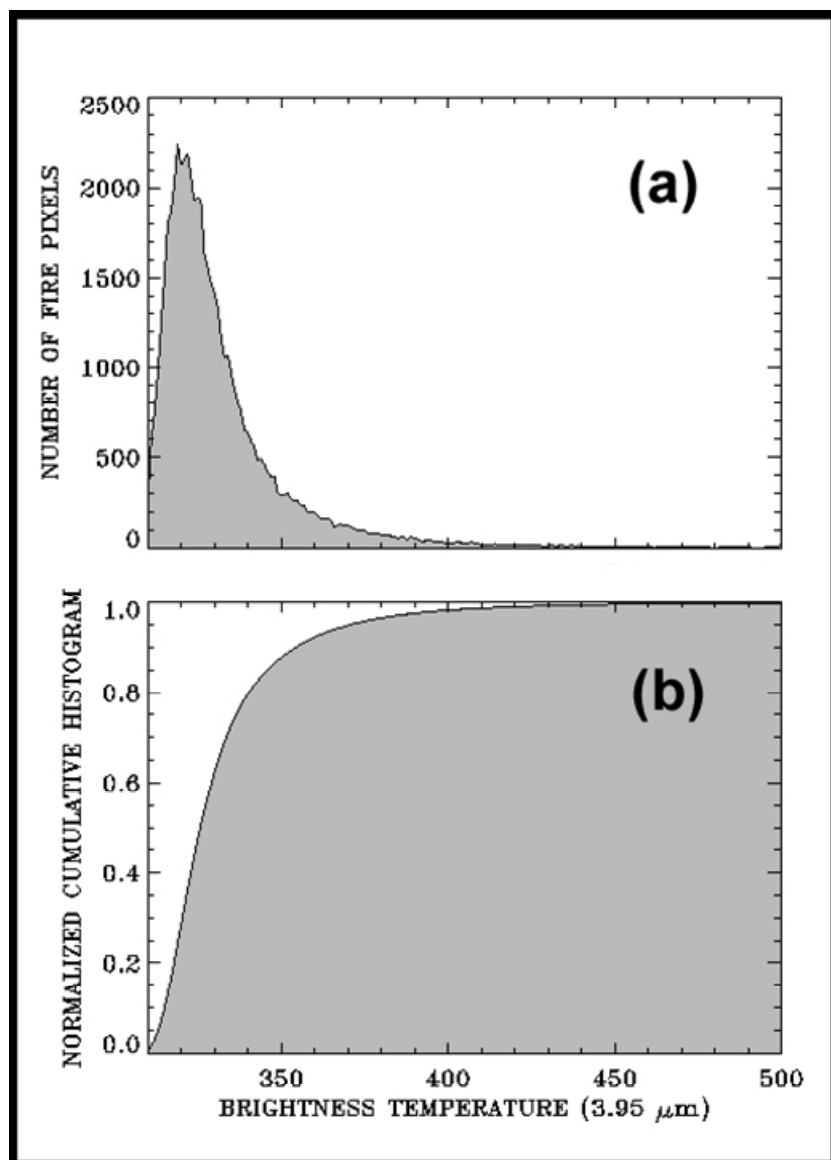 2500
2000
1500
1000
500
0
NUMBER OF FIRE PIXELS
(a)
1.0
0.8
0.6
0.4
0.2
0.0
NORMALIZED CUMULATIVE HISTOGRAM
(b)
350 400 450 500
BRIGHTNESS TEMPERATURE (3.95 μm)